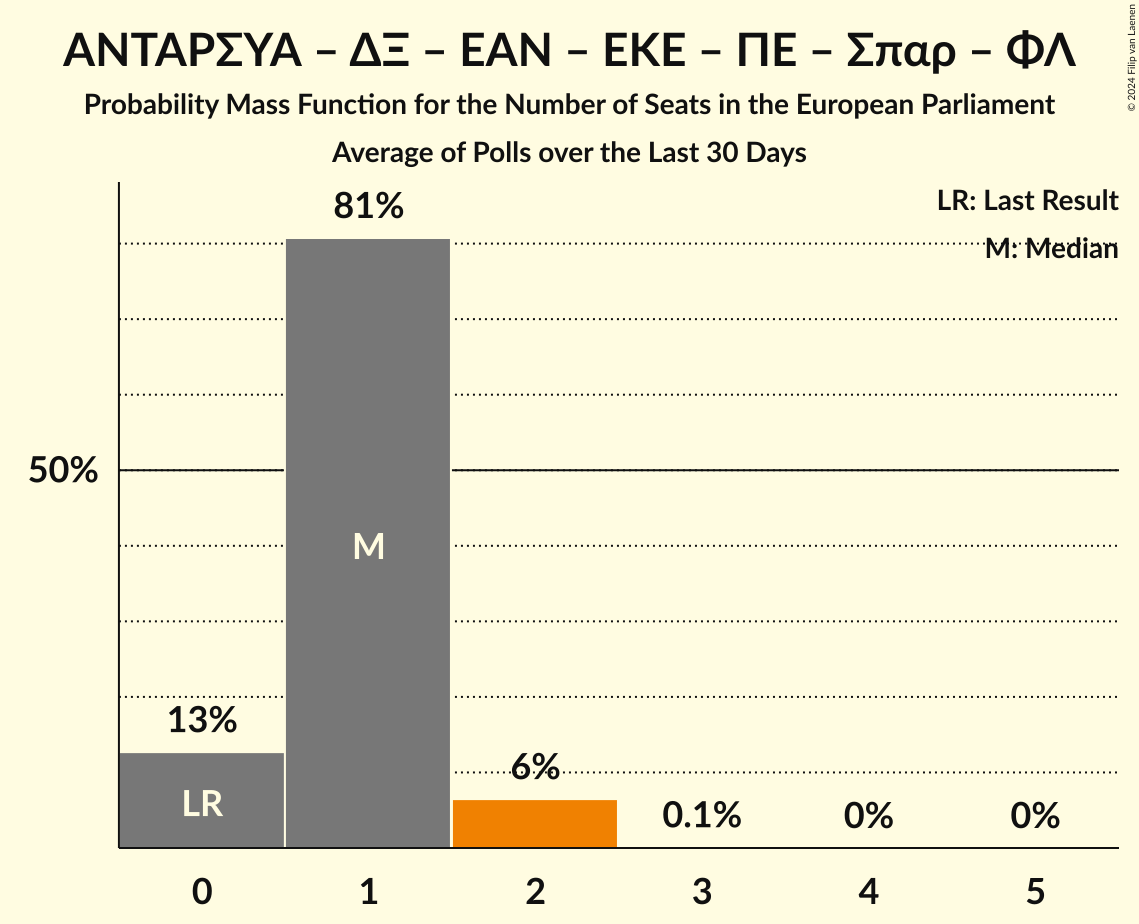 ΑΝΤΑΡΣΥΑ – ΔΞ – ΕΑΝ – ΕΚΕ – ΠΕ – Σπαρ – ΦΛ
Probability Mass Function for the Number of Seats in the European Parliament
Average of Polls over the Last 30 Days
© 2024 Filip van Laenen
LR: Last Result
M: Median
81%
50%
M
13%
LR
6%
0.1%
0%
0%
0 1 2 3 4 5